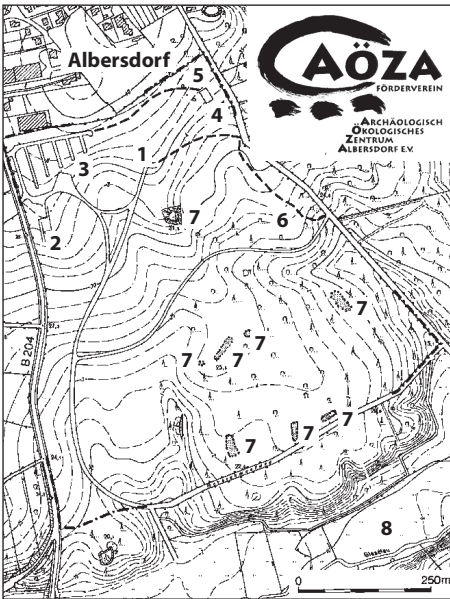 Albersdorf
AÖZA
FÖRDERVEREIN
ARCHÄOLOGISCH
ÖKOLOGISCHES
ZENTRUM
ALBERSDORF E.V.
5
4
1
3
7
2
6
7
B 204
7
7
7
7
7
7
8
Gieselau
0
250m